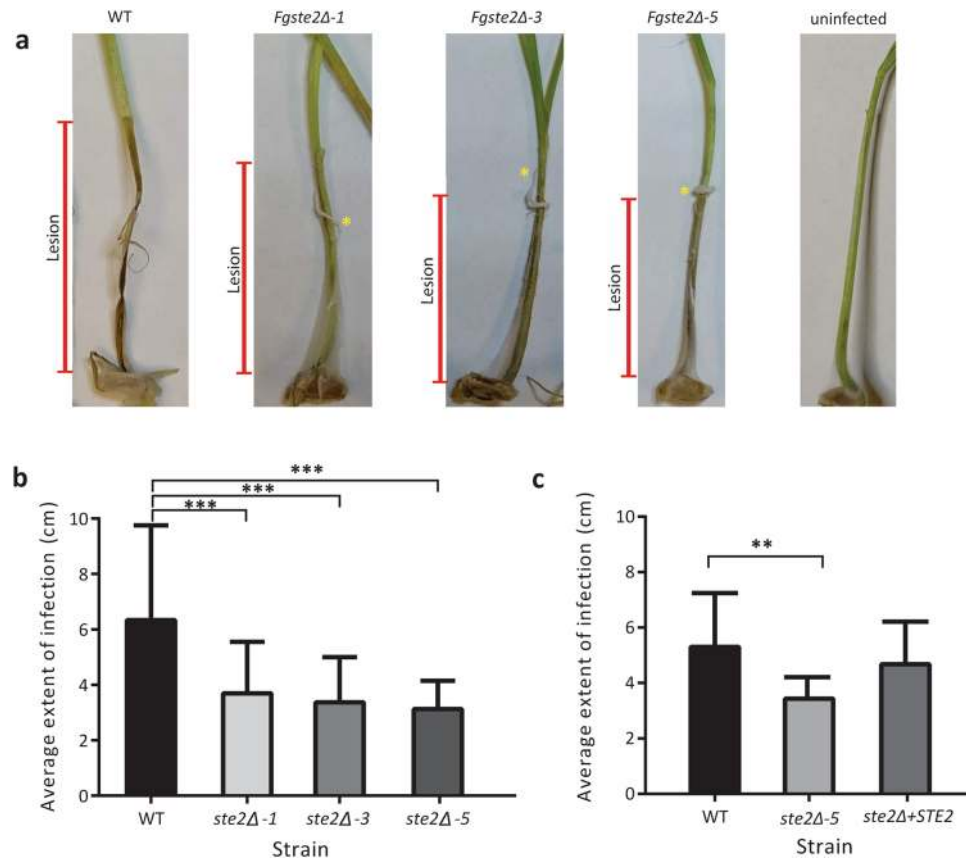 WT Fgste2Δ-1 Fgste2Δ-3 Fgste2Δ-5 uninfected
a
Lesion
Lesion
*
Lesion
*
Lesion
*
b
***
***
***
Average extent of infection (cm)
10
8
6
4
2
0
WT ste2Δ-1 ste2Δ-3 ste2Δ-5
Strain
c
**
Average extent of infection (cm)
10
8
6
4
2
0
WT ste2Δ-5 ste2Δ+STE2
Strain